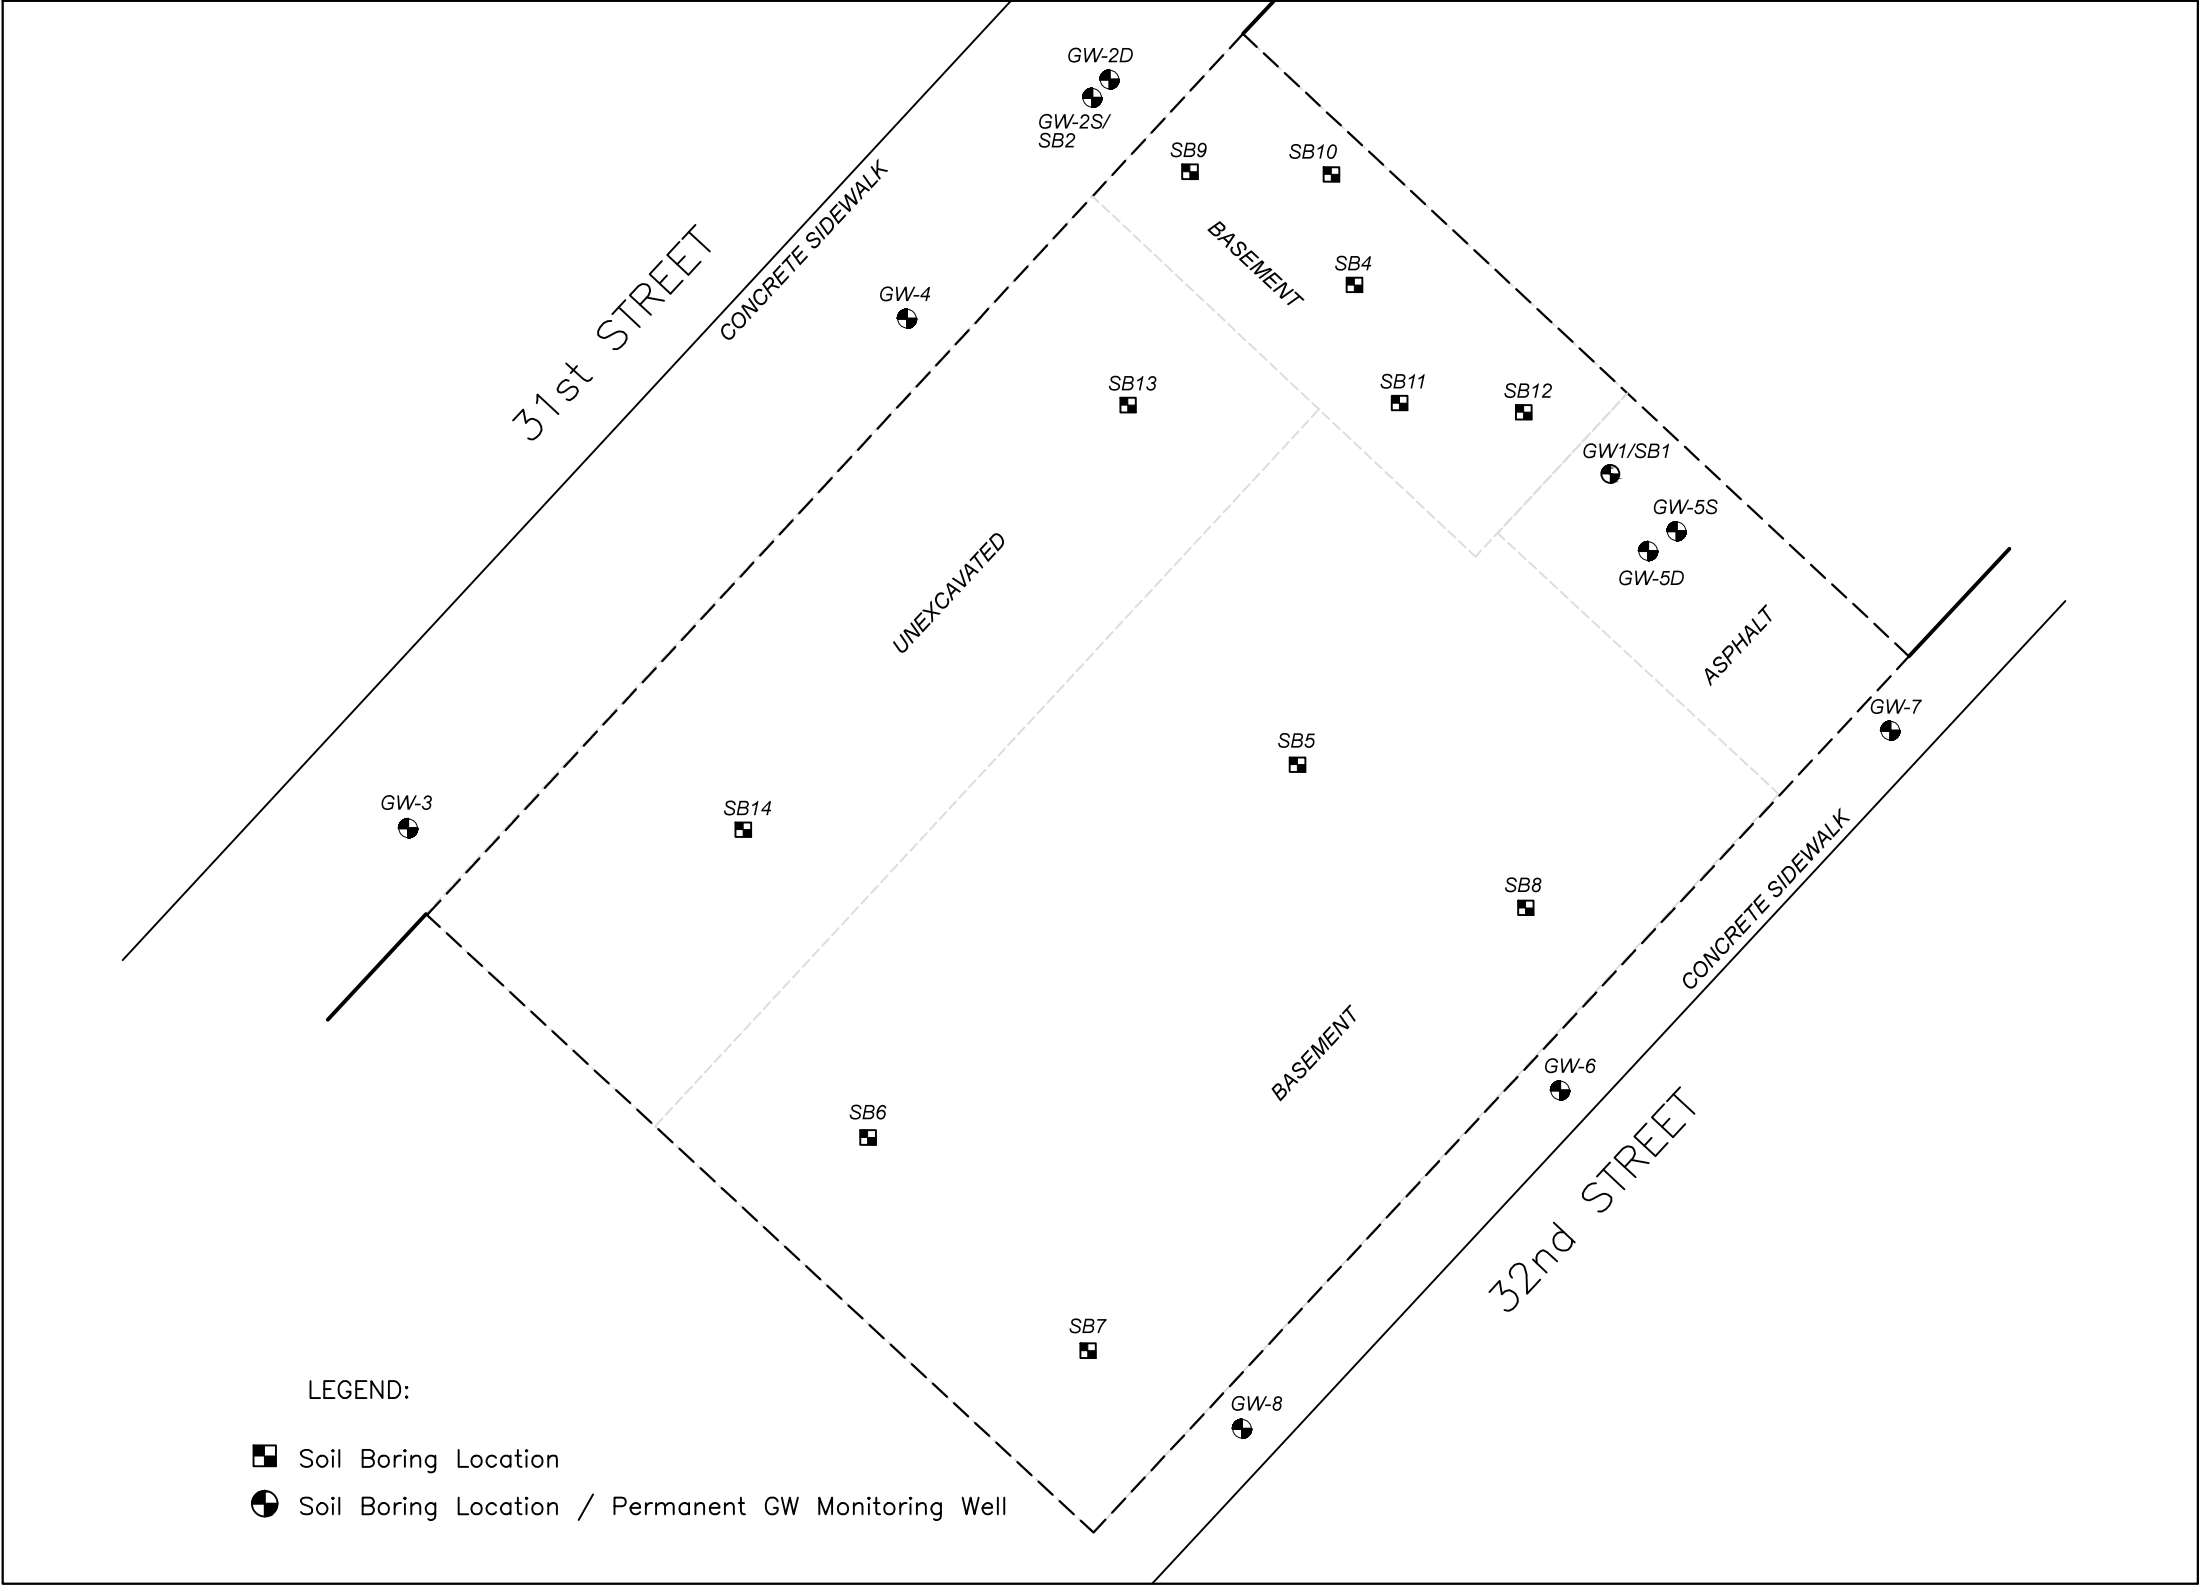 GW-2D
GW-2S/
SB2
SB9
SB10
CONCRETE SIDEWALK
31st STREET
BASEMENT
SB4
GW-4
SB13
SB11
SB12
GW1/SB1
GW-5S
GW-5D
UNEXCAVATED
ASPHALT
GW-7
SB5
GW-3
SB14
SB8
CONCRETE SIDEWALK
BASEMENT
GW-6
SB6
32nd STREET
SB7
GW-8
LEGEND:
Soil Boring Location
Soil Boring Location / Permanent GW Monitoring Well